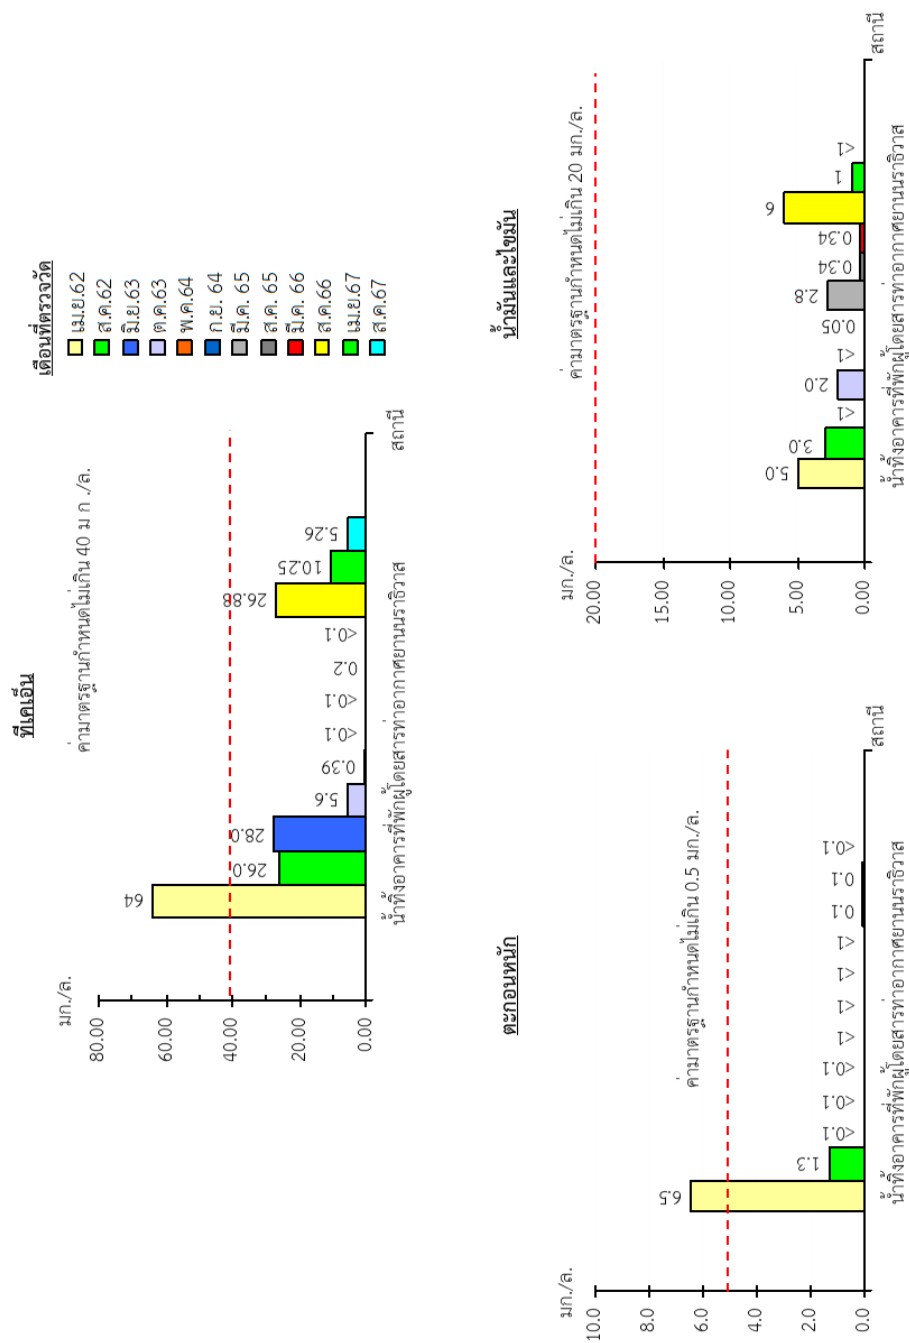 ทีเคเอ็น
มก./ล.
ค่ามาตรฐานกำหนดไม่เกิน 40 ม ก ./ล.
80.00
60.00
40.00
20.00
0.00
64
26.0
28.0
5.6
0.39
<0.1
<0.1
0.2
<0.1
26.88
10.25
5.26
น้ำทิ้งอาคารที่พักผู้โดยสารท่าอากาศยานนราธิวาส
สถานี
เดือนที่ตรวจวัด
เม.ย.62
ส.ค.62
มิ.ย.63
ต.ค.63
พ.ค.64
ก.ย. 64
มี.ค. 65
ส.ค. 65
มี.ค. 66
ส.ค.66
เม.ย.67
ส.ค.67
ตะกอนหนัก
มก./ล.
ค่ามาตรฐานกำหนดไม่เกิน 0.5 มก./ล.
10.0
8.0
6.0
4.0
2.0
0.0
6.5
1.3
<0.1
<0.1
<0.1
<1
<1
<1
<1
0.1
0.1
<0.1
น้ำทิ้งอาคารที่พักผู้โดยสารท่าอากาศยานนราธิวาส
สถานี
น้ำมันและไขมัน
มก./ล.
ค่ามาตรฐานกำหนดไม่เกิน 20 มก./ล.
20.00
15.00
10.00
5.00
0.00
5.0
3.0
<1
2.0
<1
0.05
2.8
0.34
0.34
6
1
<1
น้ำทิ้งอาคารที่พักผู้โดยสารท่าอากาศยานนราธิวาส
สถานี